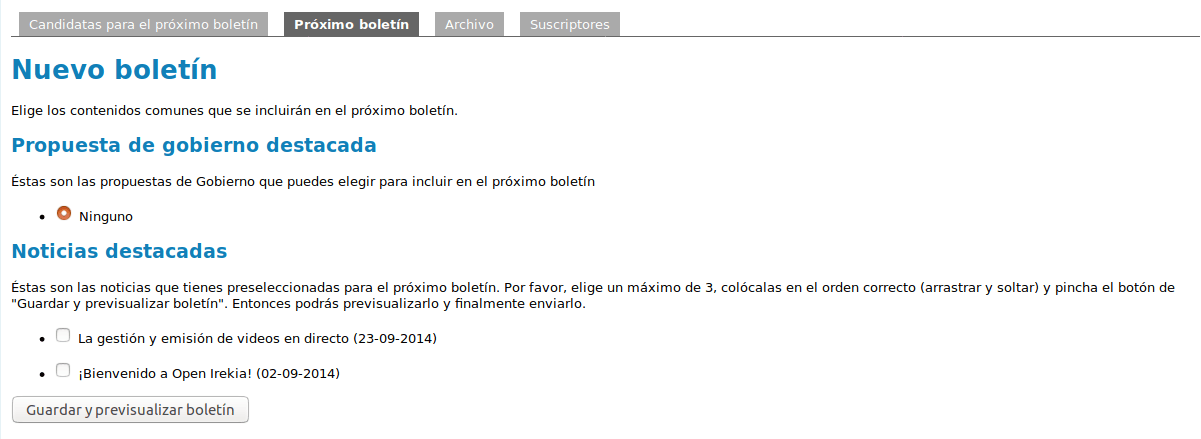 Candidatas para el próximo boletín
Próximo boletín
Archivo
Suscriptores
Nuevo boletín
Elige los contenidos comunes que se incluirán en el próximo boletín.
Propuesta de gobierno destacada
Éstas son las propuestas de Gobierno que puedes elegir para incluir en el próximo boletín
Ninguno
Noticias destacadas
Éstas son las noticias que tienes preseleccionadas para el próximo boletín. Por favor, elige un máximo de 3, colócalas en el orden correcto (arrastrar y soltar) y pincha el botón de
"Guardar y previsualizar boletín". Entonces podrás previsualizarlo y finalmente enviarlo.
La gestión y emisión de videos en directo (23-09-2014)
¡Bienvenido a Open Irekia! (02-09-2014)
Guardar y previsualizar boletín